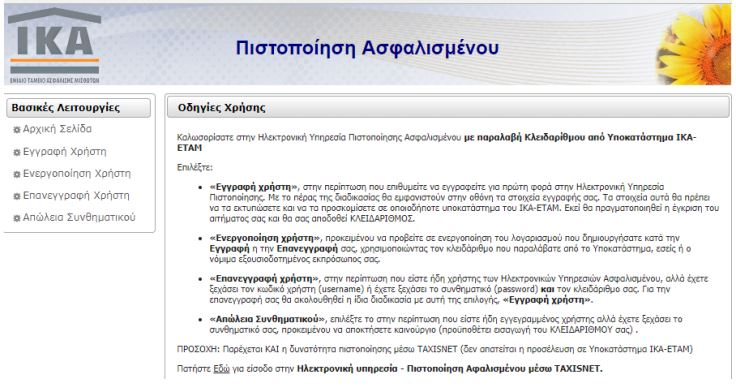 ΙΚΑ
ΕΝΙΑΙΟ ΤΑΜΕΙΟ ΑΣΦΑΛΙΣΗΣ ΜΙΣΘΩΤΩΝ
Πιστοποίηση Ασφαλισμένου
Βασικές Λειτουργίες
Αρχική Σελίδα
Εγγραφή Χρήστη
Ενεργοποίηση Χρήστη
Επανεγγραφή Χρήστη
Απώλεια Συνθηματικού
Οδηγίες Χρήσης
Καλωσορίσατε στην Ηλεκτρονική Υπηρεσία Πιστοποίησης Ασφαλισμένου με παραλαβή Κλειδαρίθμου από Υποκατάστημα ΙΚΑ-
ΕΤΑΜ
Επιλέξτε:
• «Εγγραφή χρήστη», στην περίπτωση που επιθυμείτε να εγγραφείτε για πρώτη φορά στην Ηλεκτρονική Υπηρεσία
Πιστοποίησης. Με το πέρας της διαδικασίας θα εμφανιστούν στην οθόνη τα στοιχεία εγγραφής σας. Τα στοιχεία αυτά θα πρέπει
να τα εκτυπώσετε και να τα προσκομίσετε σε οποιοδήποτε υποκατάστημα του ΙΚΑ-ΕΤΑΜ. Εκεί θα πραγματοποιηθεί η έγκριση του
αιτήματος σας και θα σας αποδοθεί ΚΛΕΙΔΑΡΙΘΜΟΣ.
• «Ενεργοποίηση χρήστη», προκειμένου να προβείτε σε ενεργοποίηση του λογαριασμού που δημιουργήσατε κατά την
Εγγραφή η την Επανεγγραφή σας, χρησιμοποιώντας τον κλειδάριθμο που παραλάβατε από το Υποκατάστημα, εσείς ή ο
νόμιμα εξουσιοδοτημένος εκπρόσωπος σας.
• «Επανεγγραφή χρήστη», στην περίπτωση που είστε ήδη χρήστης των Ηλεκτρονικών Υπηρεσιών Ασφαλισμένου, αλλά έχετε
ξεχάσει τον κωδικό χρήστη (username) ή έχετε ξεχάσει το συνθηματικό (password) και τον κλειδάριθμο σας. Για την
επανεγγραφή σας θα ακολουθηθεί η ίδια διαδικασία με αυτή της επιλογής, «Εγγραφή χρήστη».
• «Απώλεια Συνθηματικού», επιλέξτε το στην περίπτωση που είστε ήδη εγγεγραμμένος χρήστης αλλά έχετε ξεχάσει το
συνθηματικό σας, προκειμένου να αποκτήσετε καινούριο (προϋποθέτει εισαγωγή του ΚΛΕΙΔΑΡΙΘΜΟΥ σας) .
ΠΡΟΣΟΧΗ: Παρέχεται ΚΑΙ η δυνατότητα πιστοποίησης μέσω TAXISNET (δεν απαιτείται η προσέλευση σε Υποκατάστημα ΙΚΑ-ΕΤΑΜ)
Πατήστε Εδώ για είσοδο στην Ηλεκτρονική υπηρεσία - Πιστοποίηση Αφαλισμένου μέσω TAXISNET.